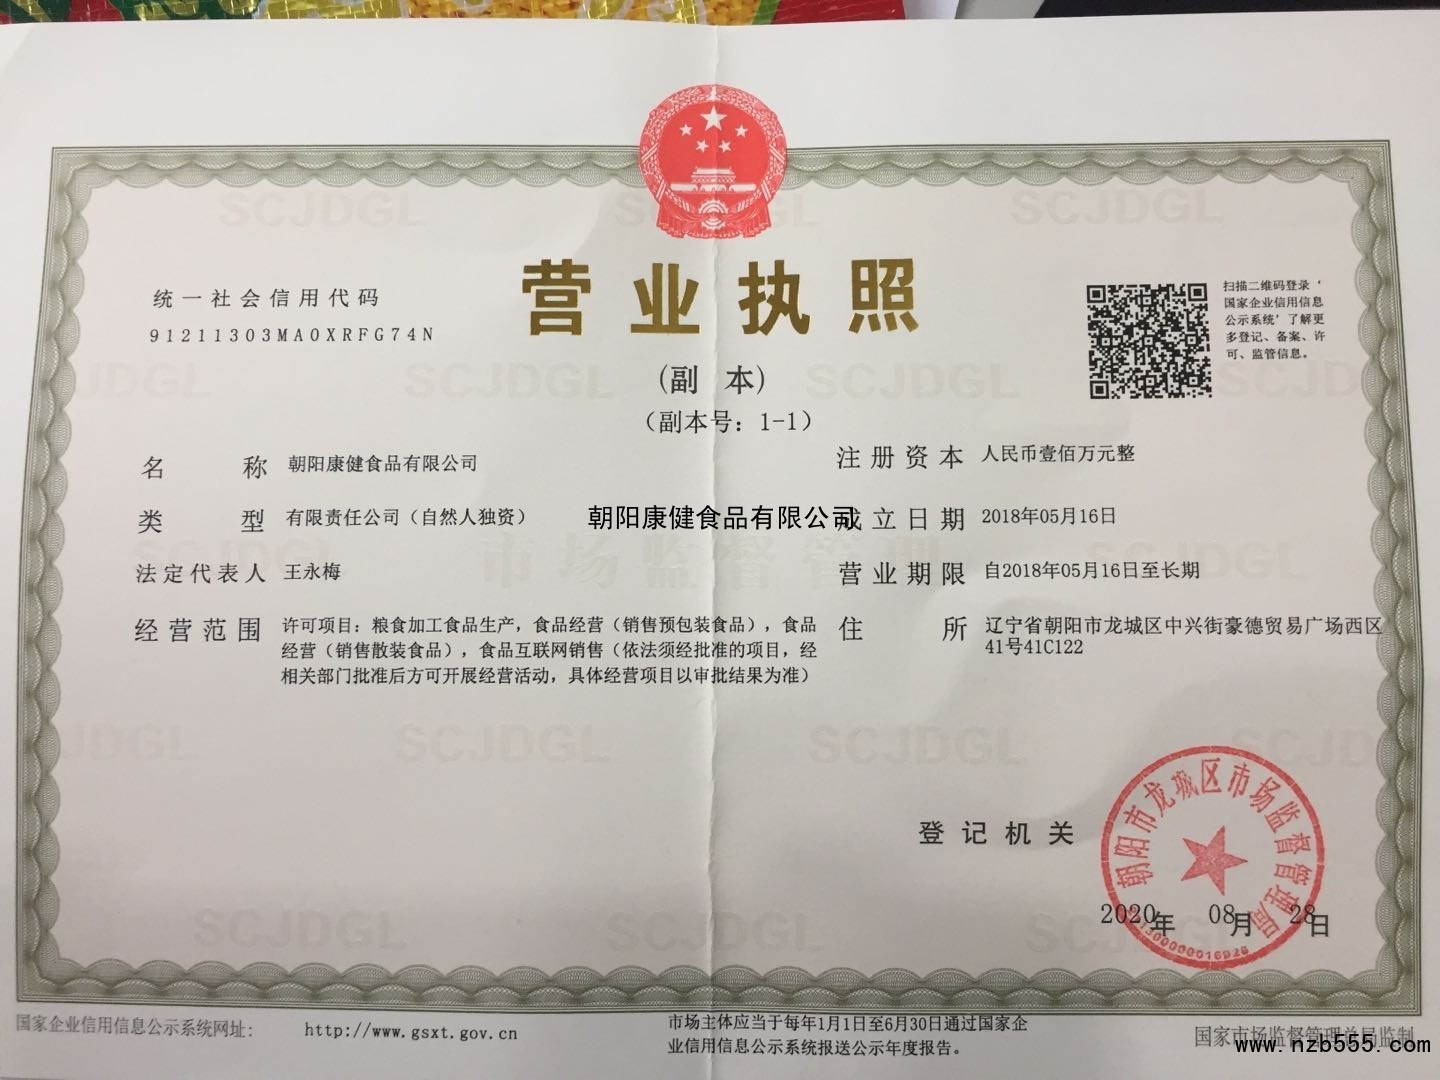 营业执照
(副 本)
（副本号：1-1）
统一社会信用代码
91211303MA0XRFG74N
扫描二维码登录‘
国家企业信用信息
公示系统’了解更
多登记、备案、许
可、监管信息。
名 称 朝阳康健食品有限公司
类 型 有限责任公司（自然人独资）
法定代表人 王永梅
经营范围 许可项目：粮食加工食品生产，食品经营（销售预包装食品），食品
经营（销售散装食品），食品互联网销售（依法须经批准的项目，经
相关部门批准后方可开展经营活动，具体经营项目以审批结果为准）
朝阳康健食品有限公司
注册资本 人民币壹佰万元整
成立日期 2018年05月16日
营业期限 自2018年05月16日至长期
住 所 辽宁省朝阳市龙城区中兴街豪德贸易广场西区
41号41C122
登记机关
朝阳市龙城区市场监督管理局
2020年 08月 28日
国家企业信用信息公示系统网址： http://www.gsxt.gov.cn
市场主体应当于每年1月1日至6月30日通过国家企
业信用信息公示系统报送公示年度报告。
国家市场监督管理总局监制
www.nzb555.com
SCJDGL
市场监督管理